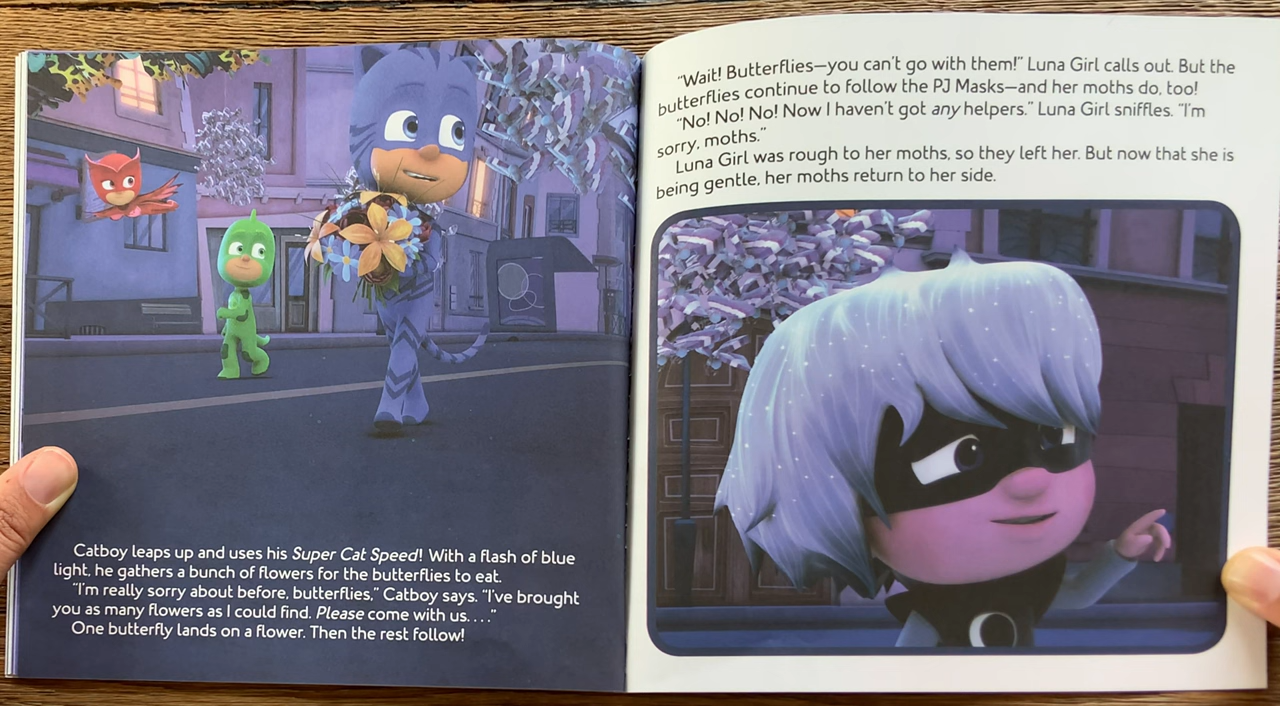 Catboy leaps up and uses his Super Cat Speed! With a flash of blue
light, he gathers a bunch of flowers for the butterflies to eat.
“I’m really sorry about before, butterflies,” Catboy says. “I’ve brought
you as many flowers as I could find. Please come with us. . . .”
One butterfly lands on a flower. Then the rest follow!
“Wait! Butterflies—you can’t go with them!” Luna Girl calls out. But the
butterflies continue to follow the PJ Masks—and her moths do, too!
“No! No! No! Now I haven’t got any helpers.” Luna Girl sniffles. “I’m
sorry, moths.”
Luna Girl was rough to her moths, so they left her. But now that she is
being gentle, her moths return to her side.